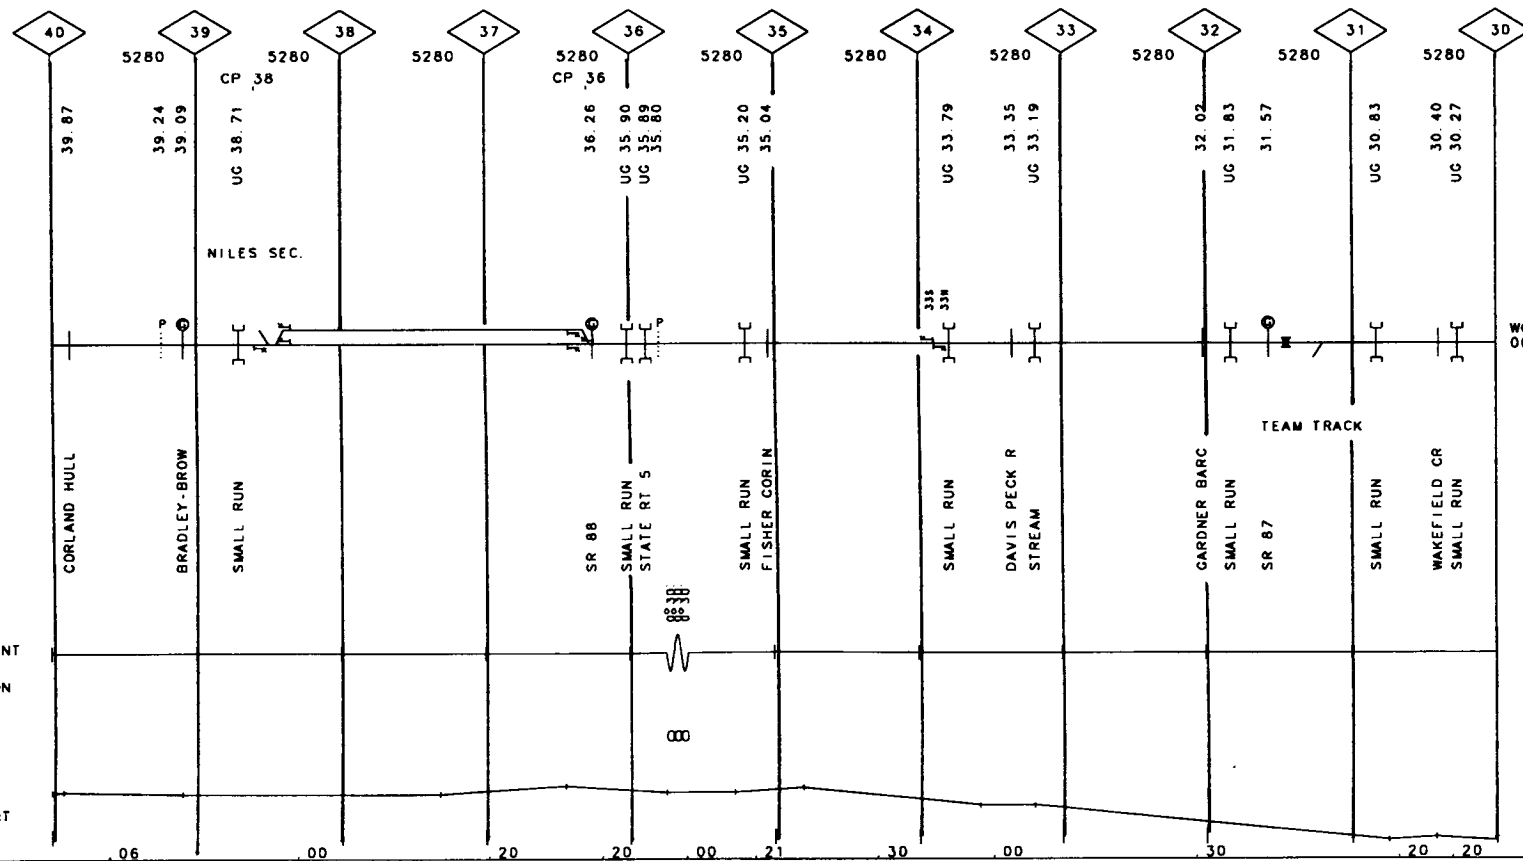 40 39 38 37 36 35 34 33 32 31 30
5280 5280 5280 5280 5280 5280 5280 5280 5280 5280
CP 38
CP 36
39.87
39.24
39.09
UG 38.71
36.26
UG 35.90
UG 35.89
35.80
UG 35.20
35.04
UG 33.79
33.35
UG 33.19
32.02
UG 31.83
31.57
UG 30.83
30.40
UG 30.27
NILES SEC.
P G
G
P
33S
33N
G
TEAM TRACK
CORLAND HULL
BRADLEY-BROW
SMALL RUN
SR 88
SMALL RUN
STATE RT 5
SMALL RUN
FISHER CORIN
SMALL RUN
DAVIS PECK R
STREAM
GARDNER BARC
SMALL RUN
SR 87
SMALL RUN
WAKEFIELD CR
SMALL RUN
NT
N
000
T
.06 .00 .20 .20 .00 .21 .30 .00 .30 .20 .20